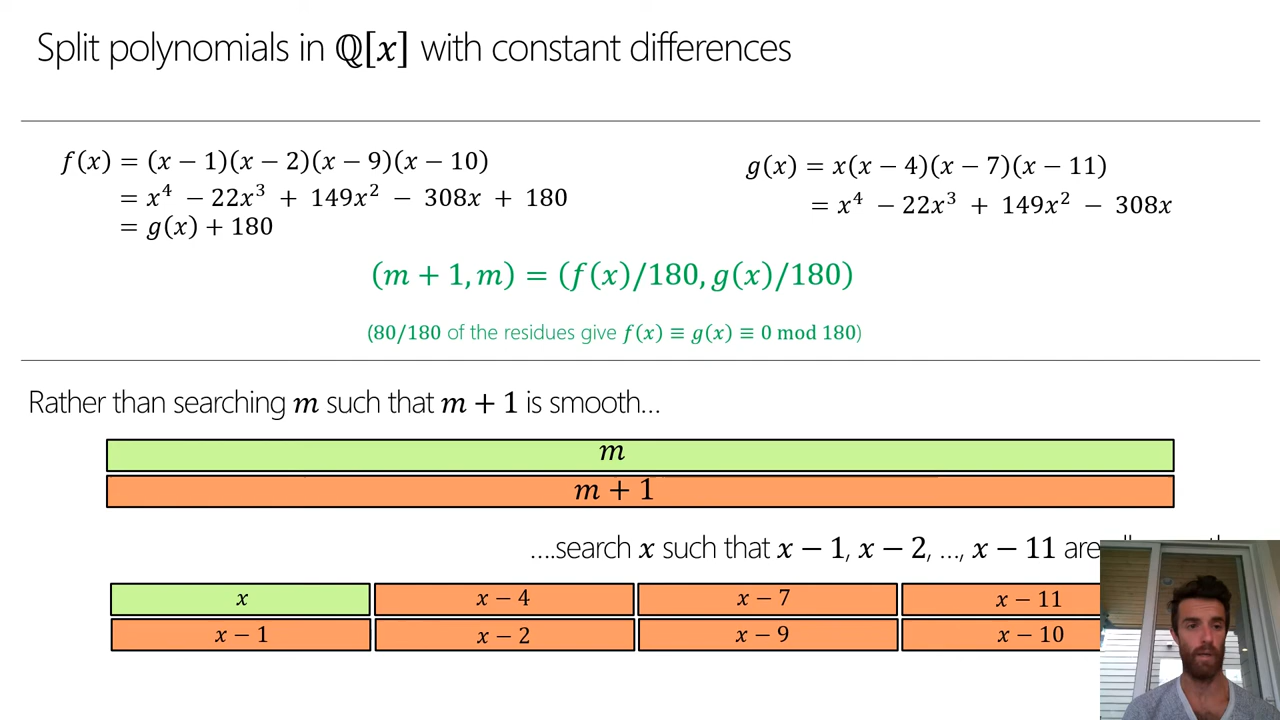 Split polynomials in ℚ[x] with constant differences
f(x) = (x − 1)(x − 2)(x − 9)(x − 10)
= x⁴ − 22x³ + 149x² − 308x + 180
= g(x) + 180
g(x) = x(x − 4)(x − 7)(x − 11)
= x⁴ − 22x³ + 149x² − 308x
(m + 1, m) = (f(x)/180, g(x)/180)
(80/180 of the residues give f(x) ≡ g(x) ≡ 0 mod 180)
Rather than searching m such that m + 1 is smooth…
m
m + 1
….search x such that x − 1, x − 2, …, x − 11 are
x
x − 4
x − 7
x − 11
x − 1
x − 2
x − 9
x − 10